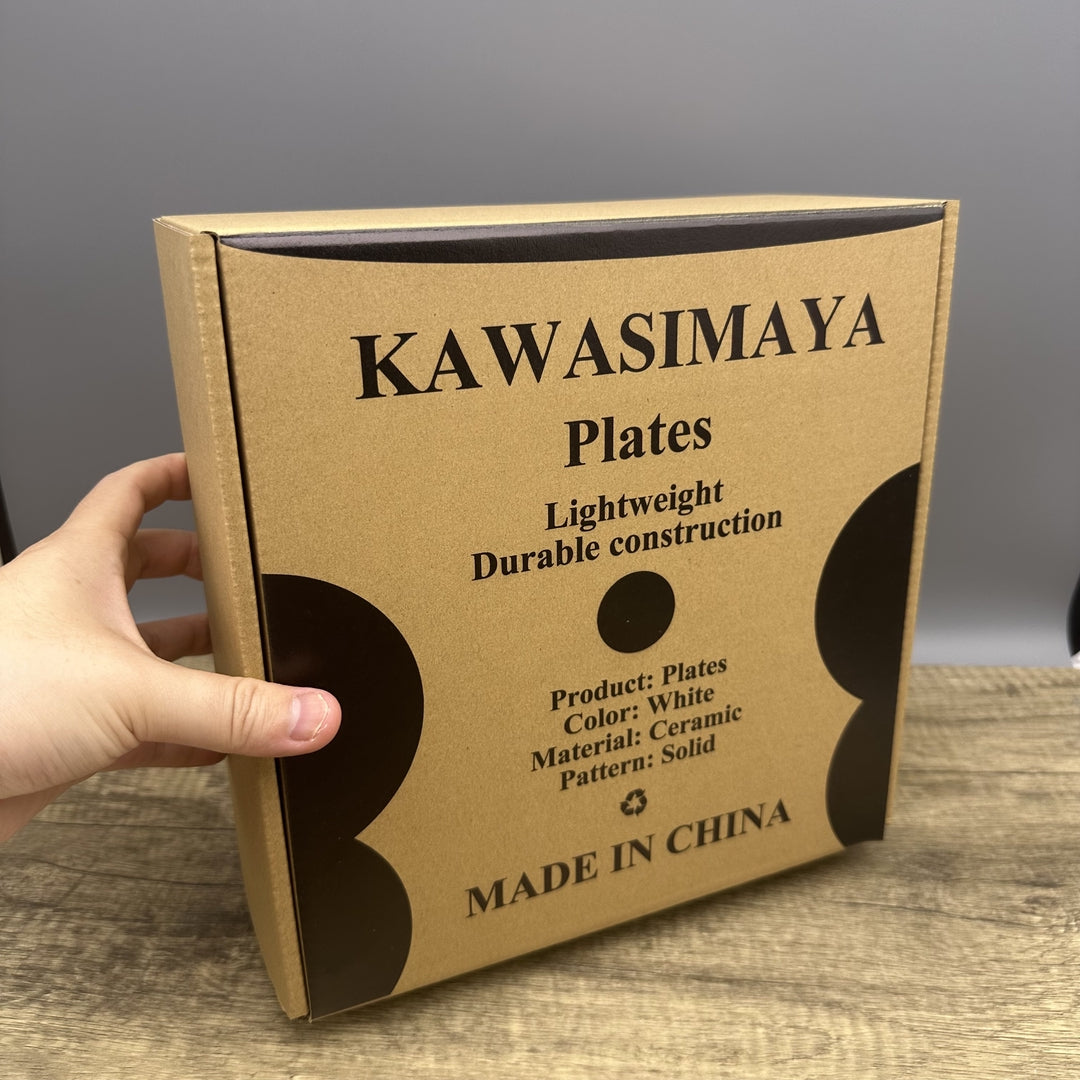 KAWASIMAYA
Plates
Lightweight
Durable construction
Product: Plates
Color: White
Material: Ceramic
Pattern: Solid
MADE IN CHINA